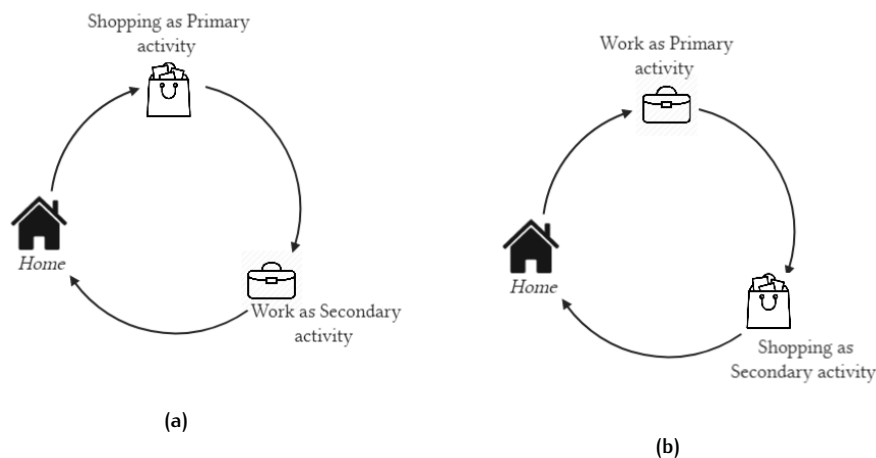 Shopping as Primary
activity
Home
Work as Secondary
activity
(a)
Work as Primary
activity
Home
Shopping as
Secondary activity
(b)